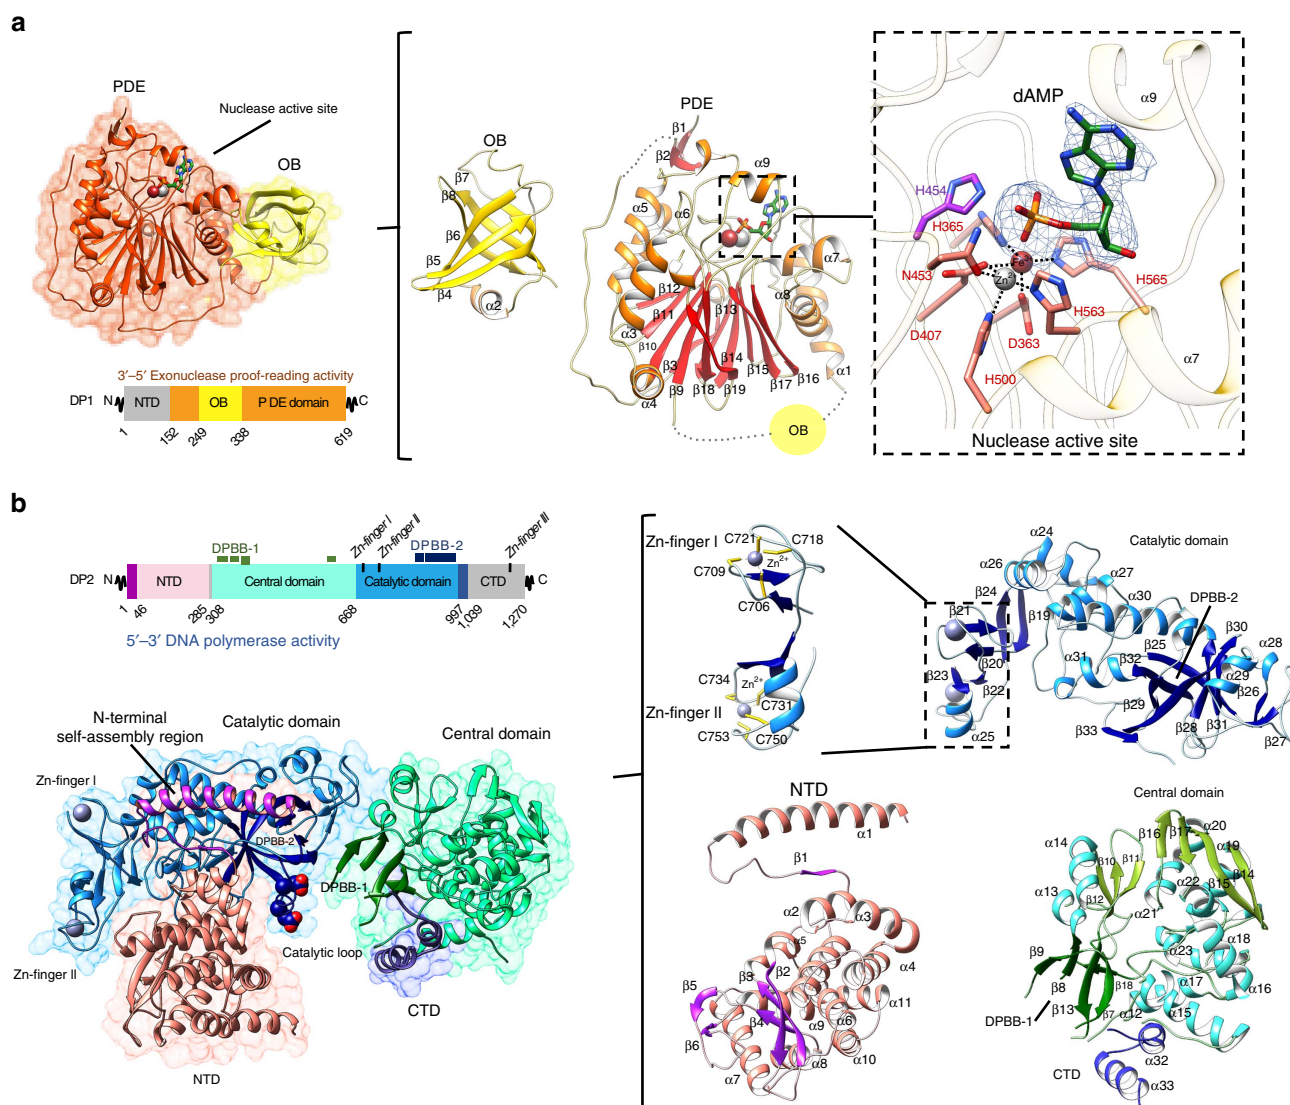 a
PDE
Nuclease active site
OB
3′–5′ Exonuclease proof-reading activity
DP1 N NTD OB P DE domain C
1 152 249 338 619
OB
β7
β8
β6
β5
β4
α2
PDE
β1
β2
α9
α5
α6
α7
β12
α8
β11
β13
α3
β10
β14
β3
β15
α1
α4
β9
β18
β19
β17
β16
OB
dAMP
α9
H454
H365
Fe3+
N453
Zn2+
H565
H563
D407
D363
α7
H500
Nuclease active site
b
DPBB-1
Zn-finger I
Zn-finger II
DPBB-2
Zn-finger III
DP2 N NTD Central domain Catalytic domain CTD C
1 46 285 308 668 997 1,039 1,270
5′–3′ DNA polymerase activity
N-terminal
self-assembly region
Catalytic domain
Central domain
Zn-finger I
DPBB-2
DPBB-1
Catalytic loop
Zn-finger II
CTD
NTD
Zn-finger I
C721
C718
Zn2+
C709
C706
C734
Zn2+
C731
Zn-finger II
C753
C750
α24
Catalytic domain
α26
α27
β24
α30
DPBB-2
β21
β19
β30
β25
α28
β20
α31
β32
β23
α29
β22
β26
β29
α25
β33
β28
β31
β27
NTD
α1
β1
α2
α3
α5
β3
β2
α4
β5
α11
β4
α9
α6
β6
α7
α8
α10
Central domain
β16
β17
α20
α14
α19
β10
β11
α22
β15
β14
α13
β12
α21
α18
β9
α23
β8
β18
α17
α16
β13
β7
α12
α15
DPBB-1
α32
CTD
α33